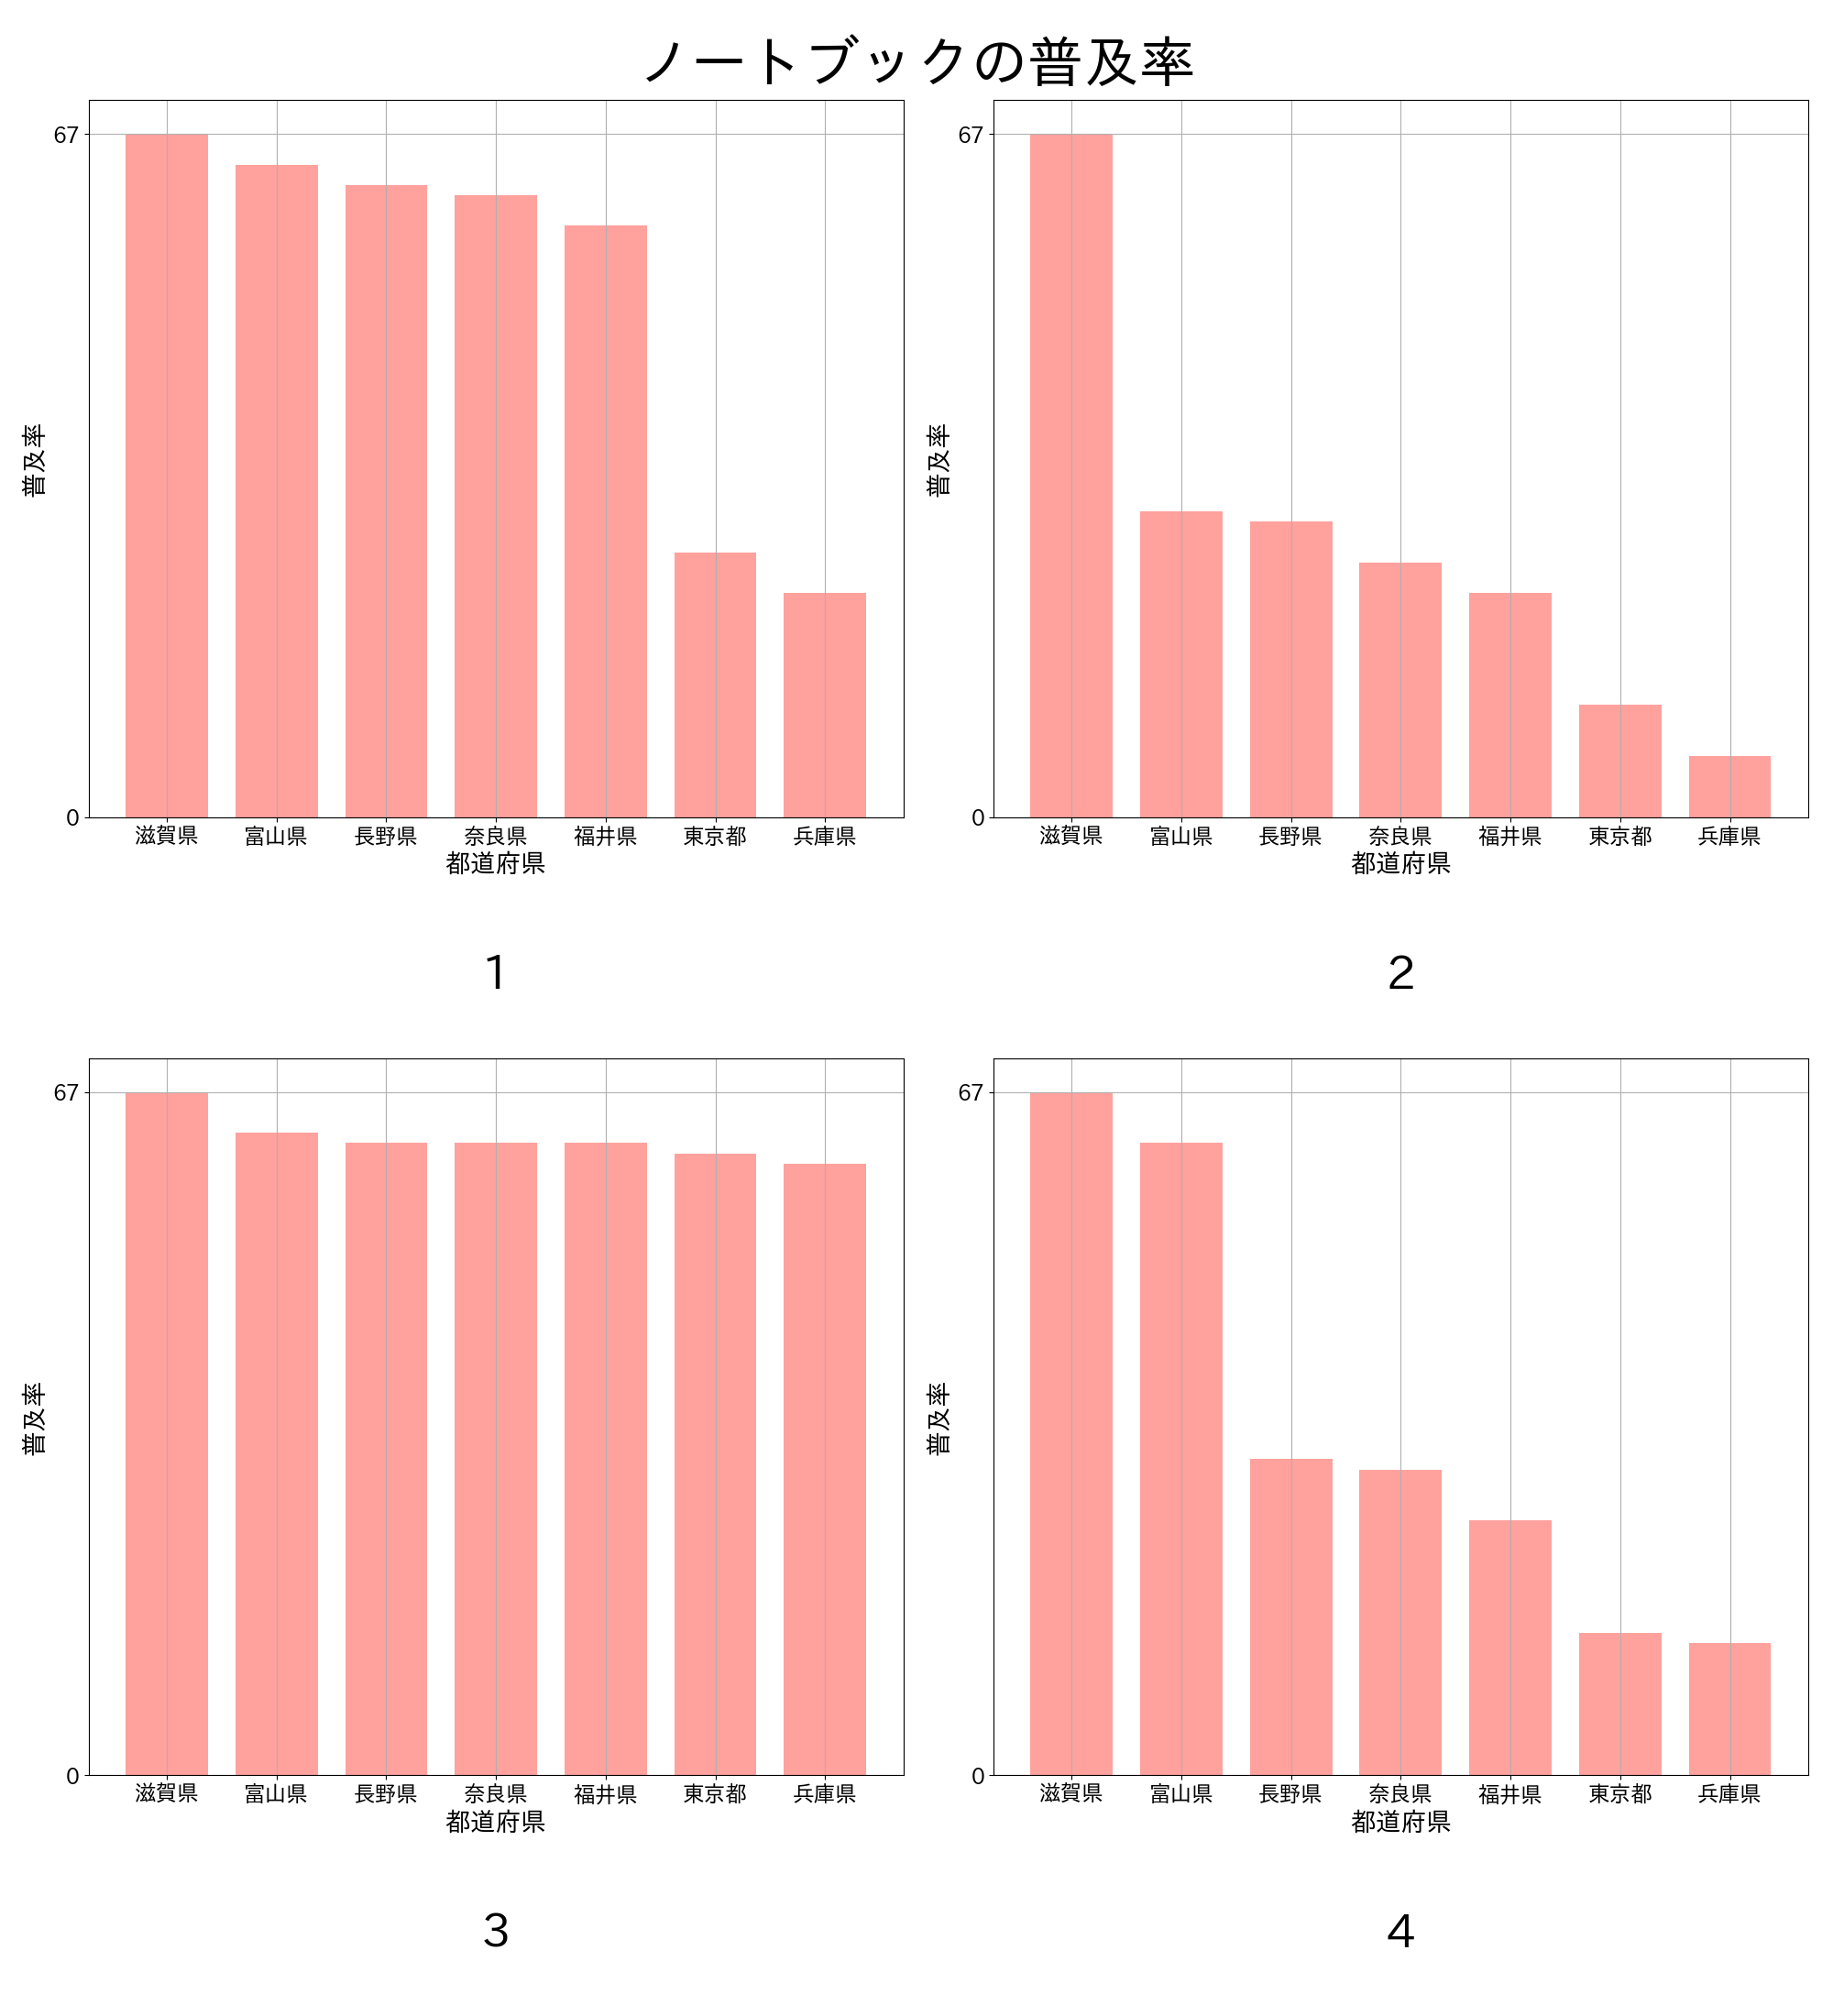 ノートブックの普及率
67
0
普及率
滋賀県 富山県 長野県 奈良県 福井県 東京都 兵庫県
都道府県
1
67
0
普及率
滋賀県 富山県 長野県 奈良県 福井県 東京都 兵庫県
都道府県
2
67
0
普及率
滋賀県 富山県 長野県 奈良県 福井県 東京都 兵庫県
都道府県
3
67
0
普及率
滋賀県 富山県 長野県 奈良県 福井県 東京都 兵庫県
都道府県
4